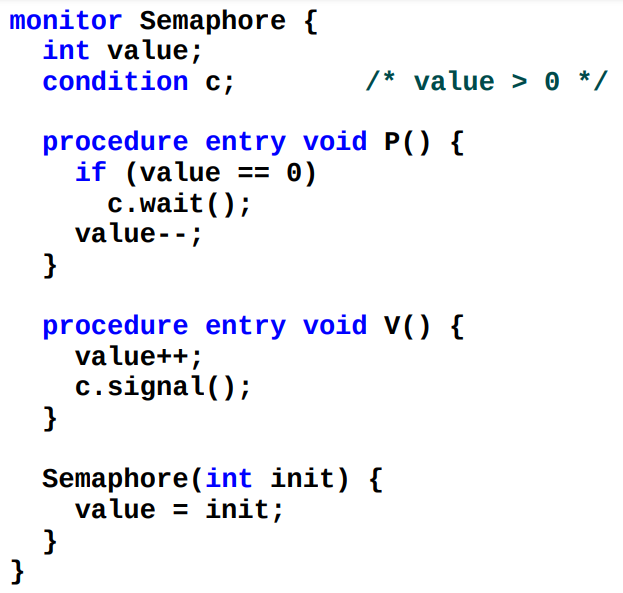 monitor Semaphore {
int value;
condition c; /* value > 0 */
procedure entry void P() {
if (value == 0)
c.wait();
value--;
}
procedure entry void V() {
value++;
c.signal();
}
Semaphore(int init) {
value = init;
}
}